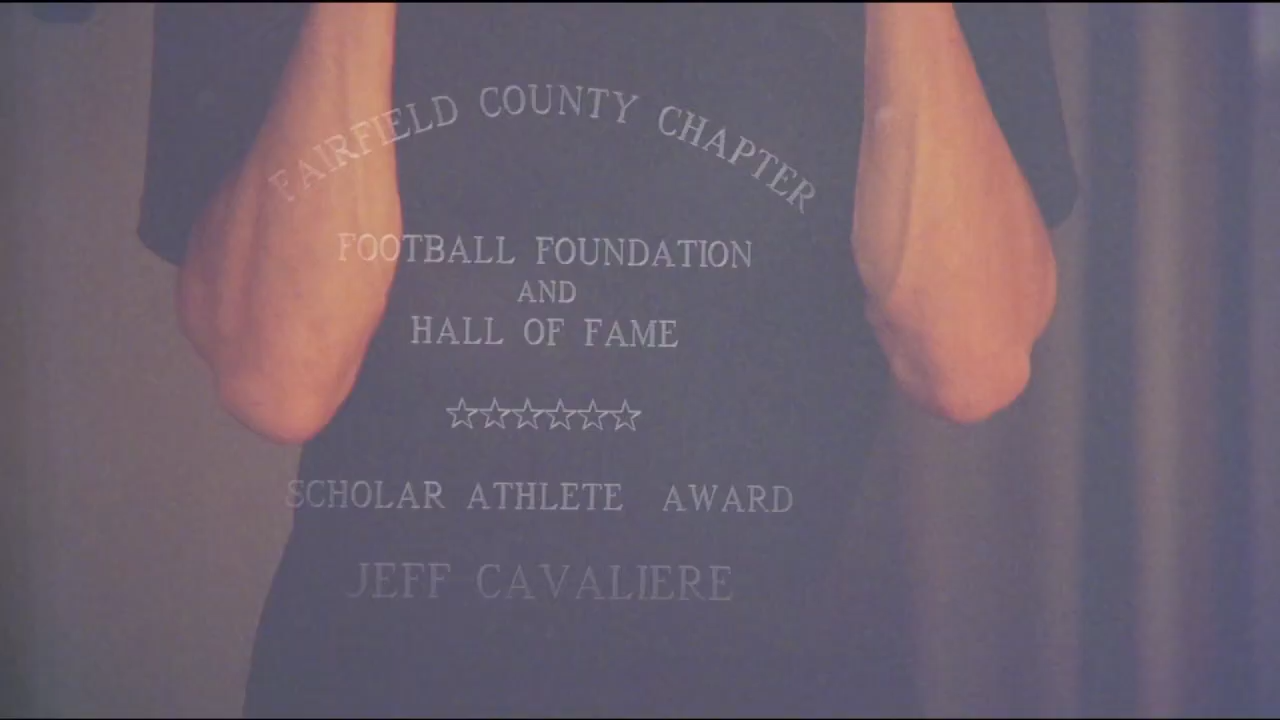 FAIRFIELD COUNTY CHAPTER
FOOTBALL FOUNDATION
AND
HALL OF FAME
☆☆☆☆☆☆
SCHOLAR ATHLETE AWARD
JEFF CAVALIERE